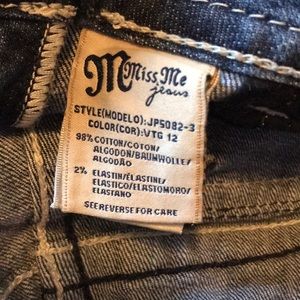 M Miss Me
jeans
STYLE(MODELO):JP5082-3
COLOR(COR):VTG 12
98% COTTON/COTON/
ALGODON/BAUMWOLLE/
ALGODÃO
2% ELASTIN/ÉLASTINE/
ELASTICO/ELASTOMORO/
ELASTANO
SEE REVERSE FOR CARE